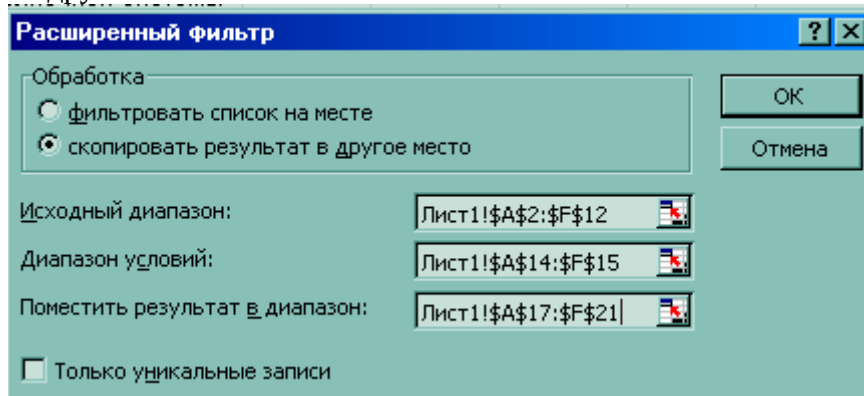 Расширенный фильтр
Обработка
фильтровать список на месте
скопировать результат в другое место
ОК
Отмена
Исходный диапазон:
Лист1!$A$2:$F$12
Диапазон условий:
Лист1!$A$14:$F$15
Поместить результат в диапазон:
Лист1!$A$17:$F$21
Только уникальные записи